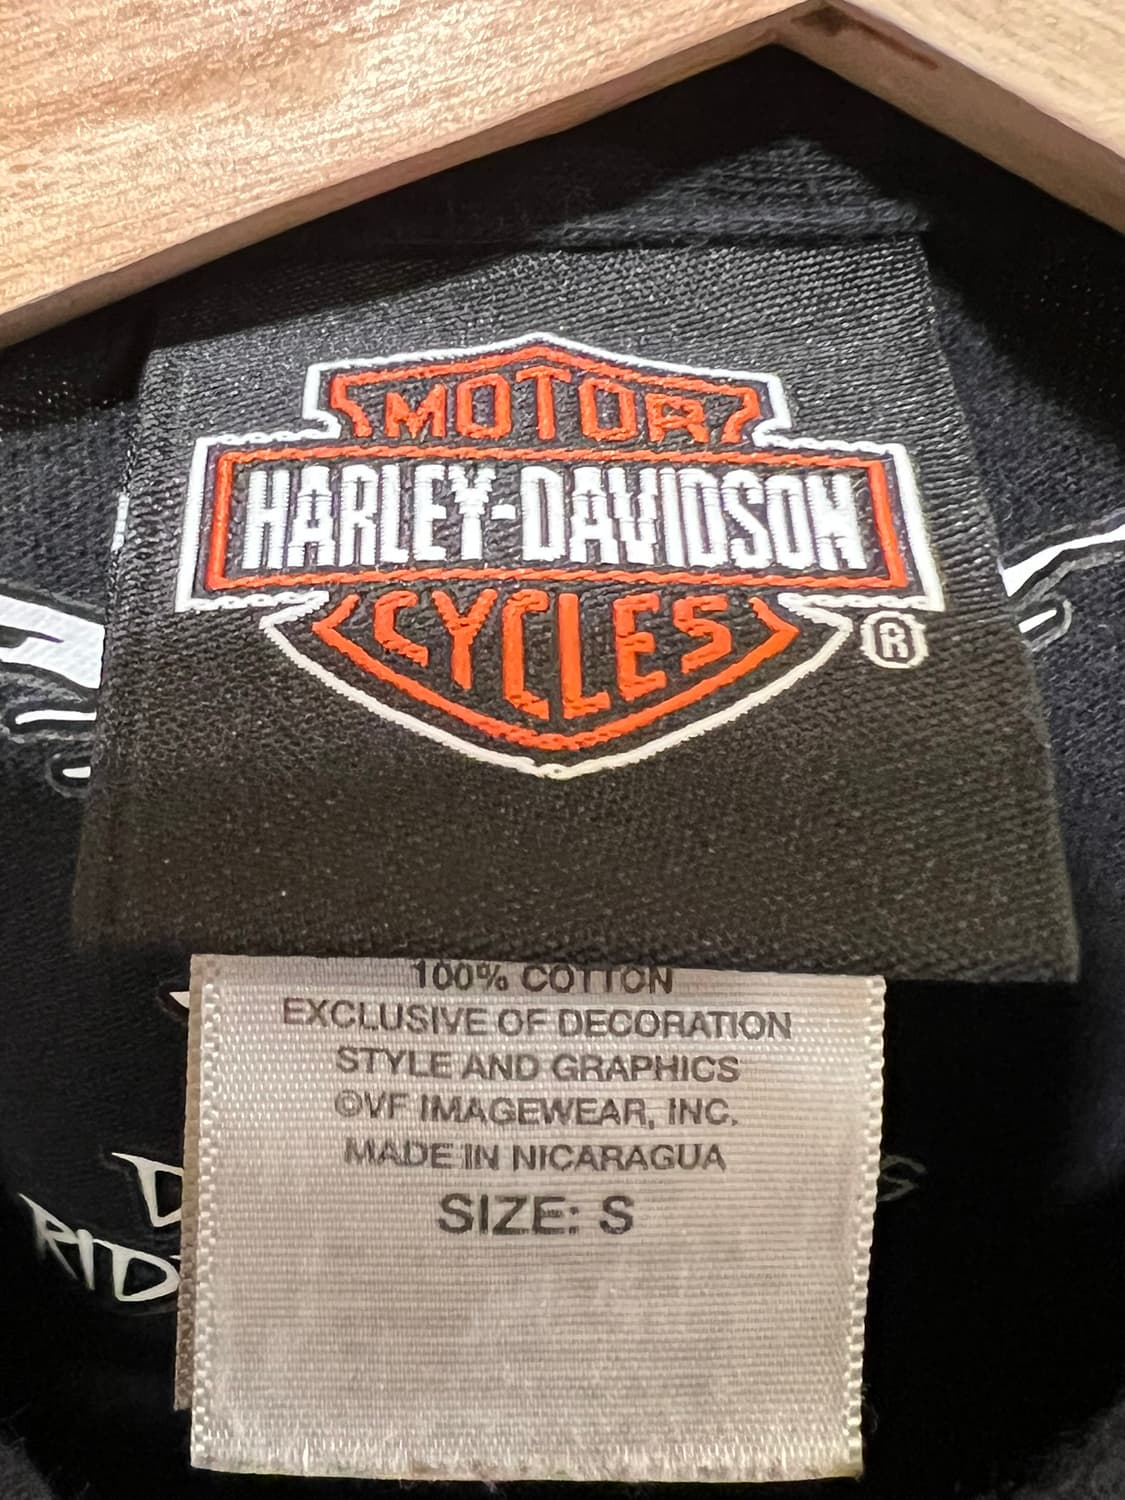 MOTOR
HARLEY-DAVIDSON
CYCLES
®
100% COTTON
EXCLUSIVE OF DECORATION
STYLE AND GRAPHICS
©VF IMAGEWEAR, INC.
MADE IN NICARAGUA
SIZE: S